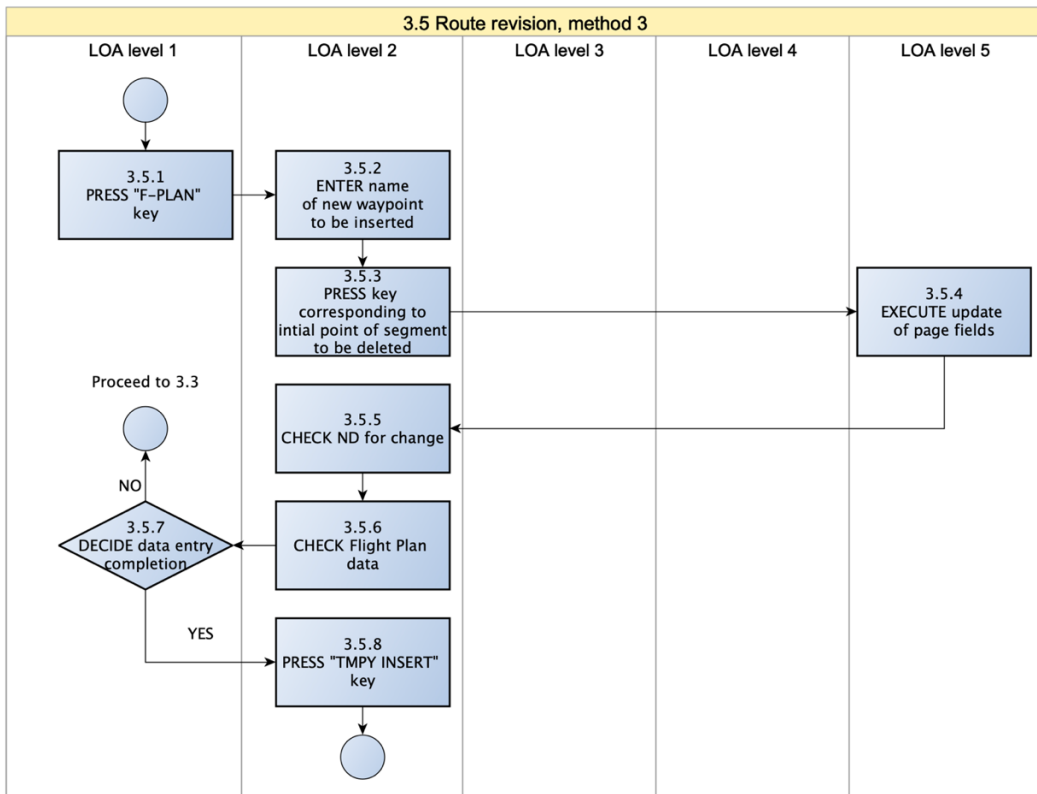 3.5 Route revision, method 3
LOA level 1
LOA level 2
LOA level 3
LOA level 4
LOA level 5
3.5.1
PRESS "F-PLAN"
key
3.5.2
ENTER name
of new waypoint
to be inserted
3.5.3
PRESS key
corresponding to
intial point of segment
to be deleted
3.5.4
EXECUTE update
of page fields
Proceed to 3.3
3.5.5
CHECK ND for change
NO
3.5.7
DECIDE data entry
completion
3.5.6
CHECK Flight Plan
data
YES
3.5.8
PRESS "TMPY INSERT"
key